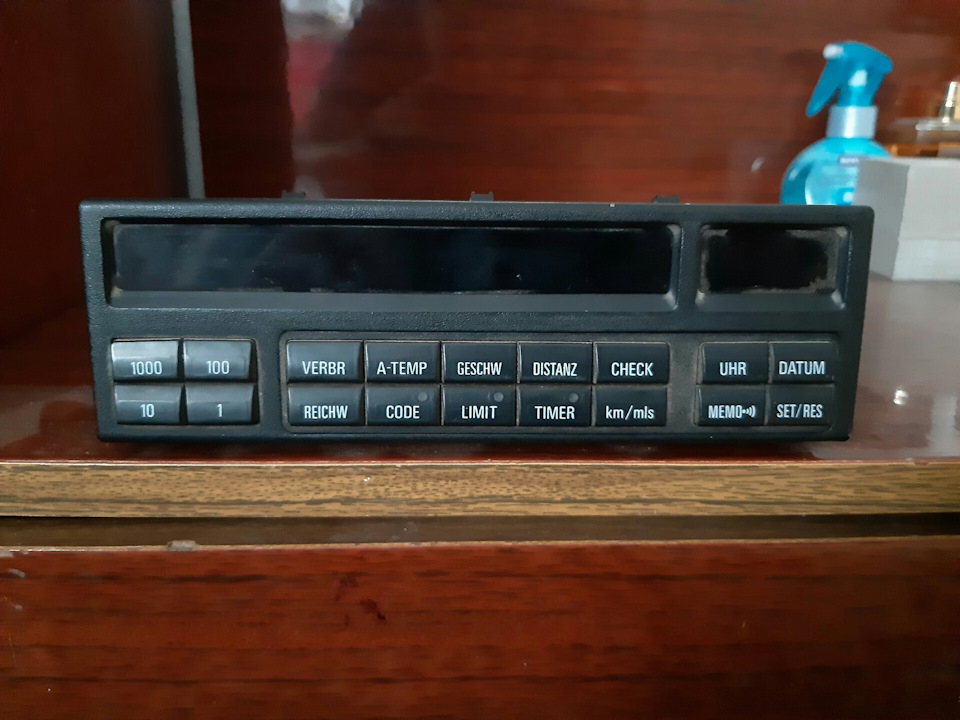 1000 100 VERBR A-TEMP GESCHW DISTANZ CHECK UHR DATUM
10 1 REICHW CODE LIMIT TIMER km/mls MEMO SET/RES